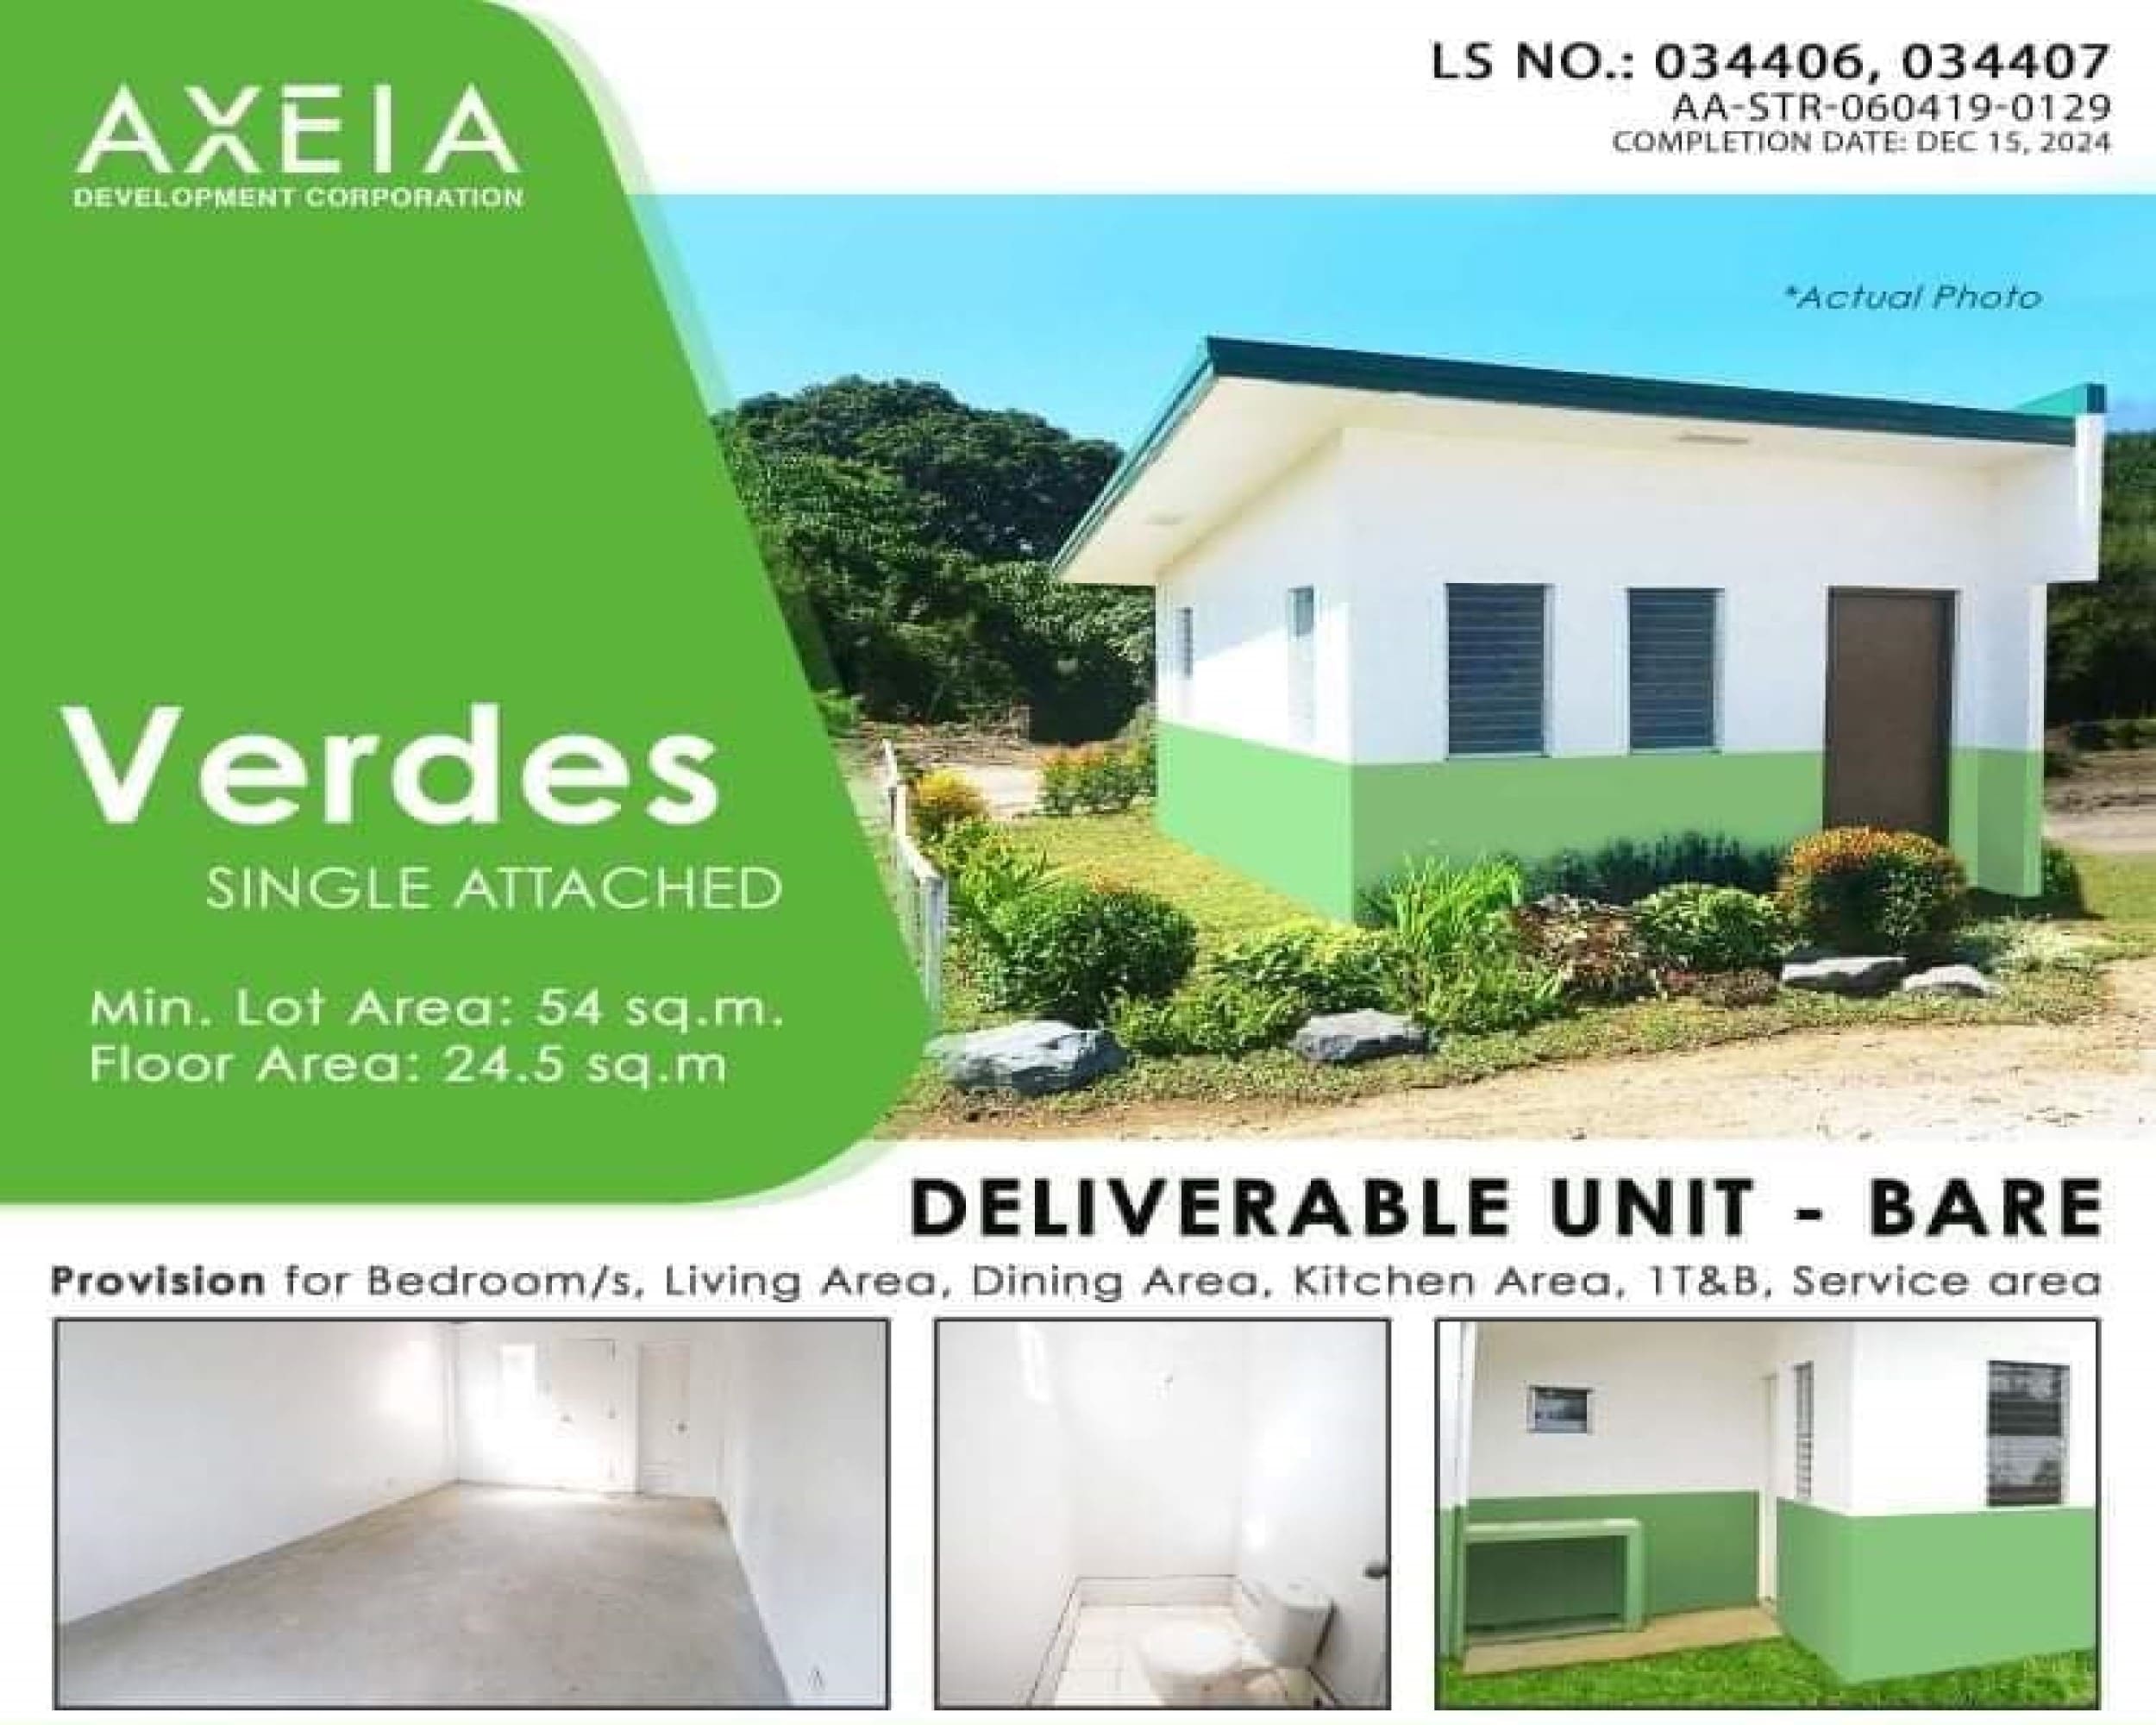 AXEIA
DEVELOPMENT CORPORATION
LS NO.: 034406, 034407
AA-STR-060419-0129
COMPLETION DATE: DEC 15, 2024
*Actual Photo
Verdes
SINGLE ATTACHED
Min. Lot Area: 54 sq.m.
Floor Area: 24.5 sq.m
DELIVERABLE UNIT - BARE
Provision for Bedroom/s, Living Area, Dining Area, Kitchen Area, 1T&B, Service area